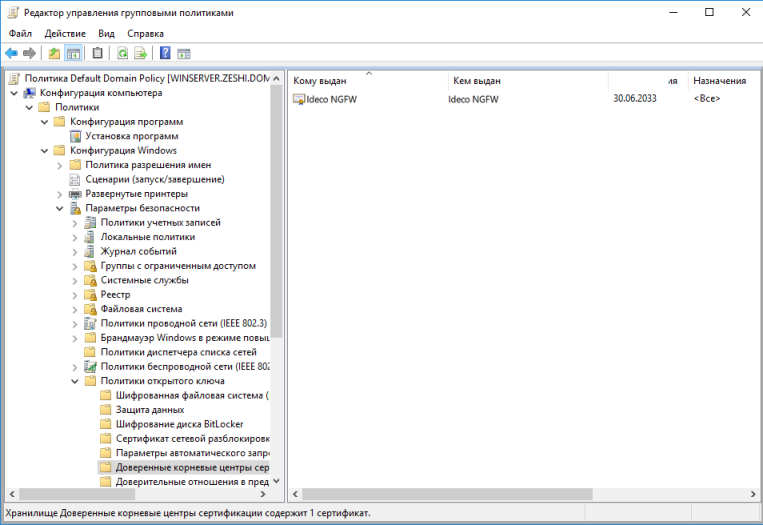 Редактор управления групповыми политиками
Файл Действие Вид Справка
Политика Default Domain Policy [WINSERVER.ZESHI.DOM
Конфигурация компьютера
Политики
Конфигурация программ
Установка программ
Конфигурация Windows
Политика разрешения имен
Сценарии (запуск/завершение)
Развернутые принтеры
Параметры безопасности
Политики учетных записей
Локальные политики
Журнал событий
Группы с ограниченным доступом
Системные службы
Реестр
Файловая система
Политики проводной сети (IEEE 802.3)
Брандмауэр Windows в режиме повыш
Политики диспетчера списка сетей
Политики беспроводной сети (IEEE 802
Политики открытого ключа
Шифрованная файловая система (
Защита данных
Шифрование диска BitLocker
Сертификат сетевой разблокировк
Параметры автоматического запро
Доверенные корневые центры сер
Доверительные отношения в пред
Кому выдан Кем выдан ия Назначения
Ideco NGFW Ideco NGFW 30.06.2033 <Все>
Хранилище Доверенные корневые центры сертификации содержит 1 сертификат.